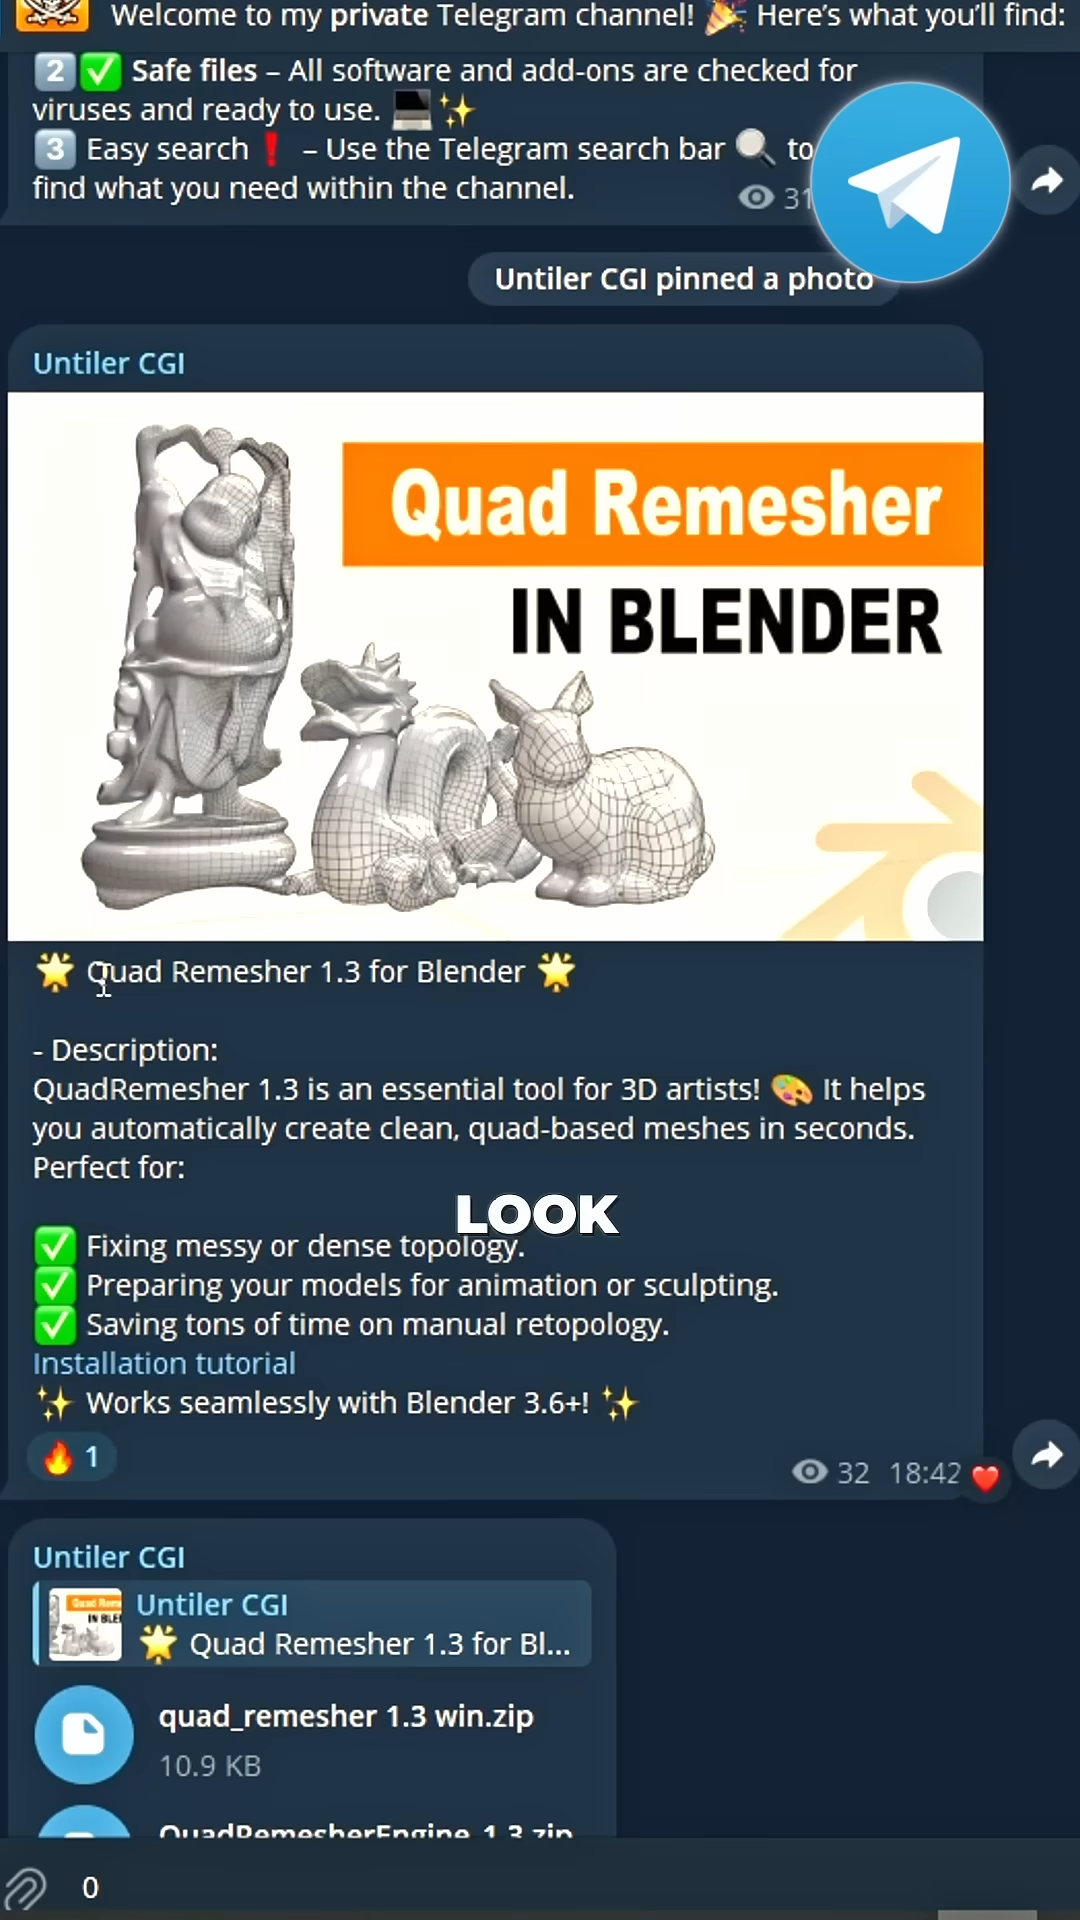 Welcome to my private Telegram channel! 🎉 Here's what you'll find:
2️⃣✅ Safe files – All software and add-ons are checked for
viruses and ready to use. 💻✨
3️⃣ Easy search❗ – Use the Telegram search bar 🔍 to
find what you need within the channel.
31
Untiler CGI pinned a photo
Untiler CGI
Quad Remesher
IN BLENDER
🌟 Quad Remesher 1.3 for Blender 🌟
- Description:
QuadRemesher 1.3 is an essential tool for 3D artists! 🎨 It helps
you automatically create clean, quad-based meshes in seconds.
Perfect for:
LOOK
✅ Fixing messy or dense topology.
✅ Preparing your models for animation or sculpting.
✅ Saving tons of time on manual retopology.
Installation tutorial
✨ Works seamlessly with Blender 3.6+! ✨
🔥 1
32 18:42
Untiler CGI
Untiler CGI
🌟 Quad Remesher 1.3 for Bl...
quad_remesher 1.3 win.zip
10.9 KB
QuadRemesherEngine_1.3.zip
0